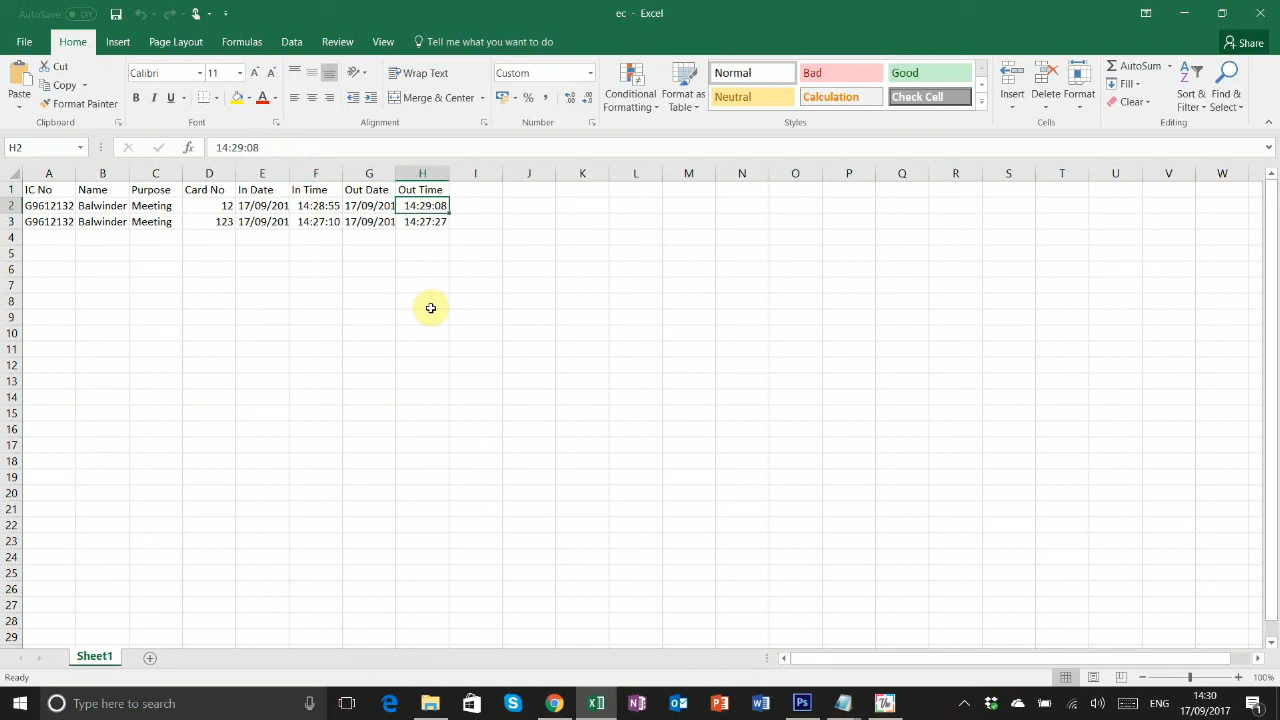 AutoSave Off
ec - Excel
File Home Insert Page Layout Formulas Data Review View Tell me what you want to do Share
Paste Cut Copy Format Painter Clipboard
Calibri 11 Font
Wrap Text Merge & Center Alignment
Custom Number
Conditional Formatting Format as Table
Normal Bad Good
Neutral Calculation Check Cell
Styles
Insert Delete Format Cells
AutoSum Fill Clear Sort & Filter Find & Select Editing
H2 fx 14:29:08
A B C D E F G H I J K L M N O P Q R S T U V W
1 IC No Name Purpose Card No In Date In Time Out Date Out Time
2 G9612132 Balwinder Meeting 12 17/09/201 14:28:55 17/09/201 14:29:08
3 G9612132 Balwinder Meeting 123 17/09/201 14:27:10 17/09/201 14:27:27
4
5
6
7
8
9
10
11
12
13
14
15
16
17
18
19
20
21
22
23
24
25
26
27
28
29
Sheet1
Ready 100%
Type here to search ENG 14:30
17/09/2017